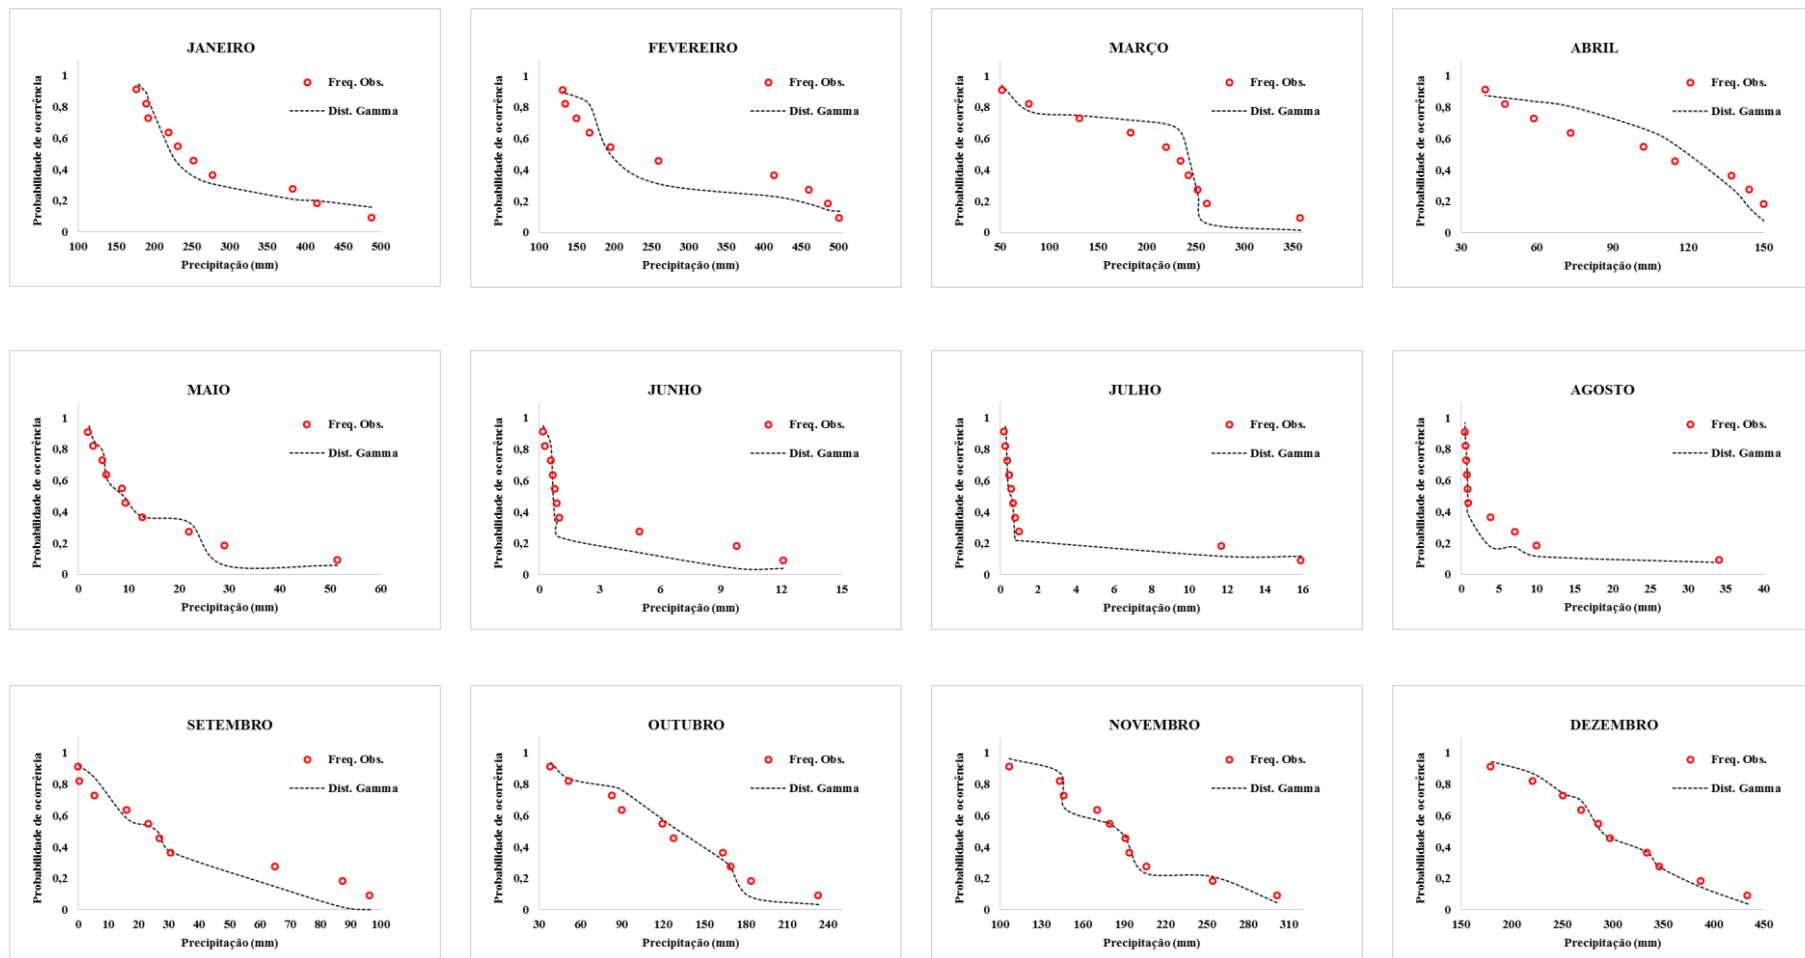 JANEIRO
Probabilidade de ocorrência
1
0,8
0,6
0,4
0,2
0
Freq. Obs.
Dist. Gamma
100 150 200 250 300 350 400 450 500
Precipitação (mm)
FEVEREIRO
Probabilidade de ocorrência
1
0,8
0,6
0,4
0,2
0
Freq. Obs.
Dist. Gamma
100 150 200 250 300 350 400 450 500
Precipitação (mm)
MARÇO
Probabilidade de ocorrência
1
0,8
0,6
0,4
0,2
0
Freq. Obs.
Dist. Gamma
50 100 150 200 250 300 350
Precipitação (mm)
ABRIL
Probabilidade de ocorrência
1
0,8
0,6
0,4
0,2
0
Freq. Obs.
Dist. Gamma
30 60 90 120 150
Precipitação (mm)
MAIO
Probabilidade de ocorrência
1
0,8
0,6
0,4
0,2
0
Freq. Obs.
Dist. Gamma
0 10 20 30 40 50 60
Precipitação (mm)
JUNHO
Probabilidade de ocorrência
1
0,8
0,6
0,4
0,2
0
Freq. Obs.
Dist. Gamma
0 3 6 9 12 15
Precipitação (mm)
JULHO
Probabilidade de ocorrência
1
0,8
0,6
0,4
0,2
0
Freq. Obs.
Dist. Gamma
0 2 4 6 8 10 12 14 16
Precipitação (mm)
AGOSTO
Probabilidade de ocorrência
1
0,8
0,6
0,4
0,2
0
Freq. Obs.
Dist. Gamma
0 5 10 15 20 25 30 35 40
Precipitação (mm)
SETEMBRO
Probabilidade de ocorrência
1
0,8
0,6
0,4
0,2
0
Freq. Obs.
Dist. Gamma
0 10 20 30 40 50 60 70 80 90 100
Precipitação (mm)
OUTUBRO
Probabilidade de ocorrência
1
0,8
0,6
0,4
0,2
0
Freq. Obs.
Dist. Gamma
30 60 90 120 150 180 210 240
Precipitação (mm)
NOVEMBRO
Probabilidade de ocorrência
1
0,8
0,6
0,4
0,2
0
Freq. Obs.
Dist. Gamma
100 130 160 190 220 250 280 310
Precipitação (mm)
DEZEMBRO
Probabilidade de ocorrência
1
0,8
0,6
0,4
0,2
0
Freq. Obs.
Dist. Gamma
150 200 250 300 350 400 450
Precipitação (mm)